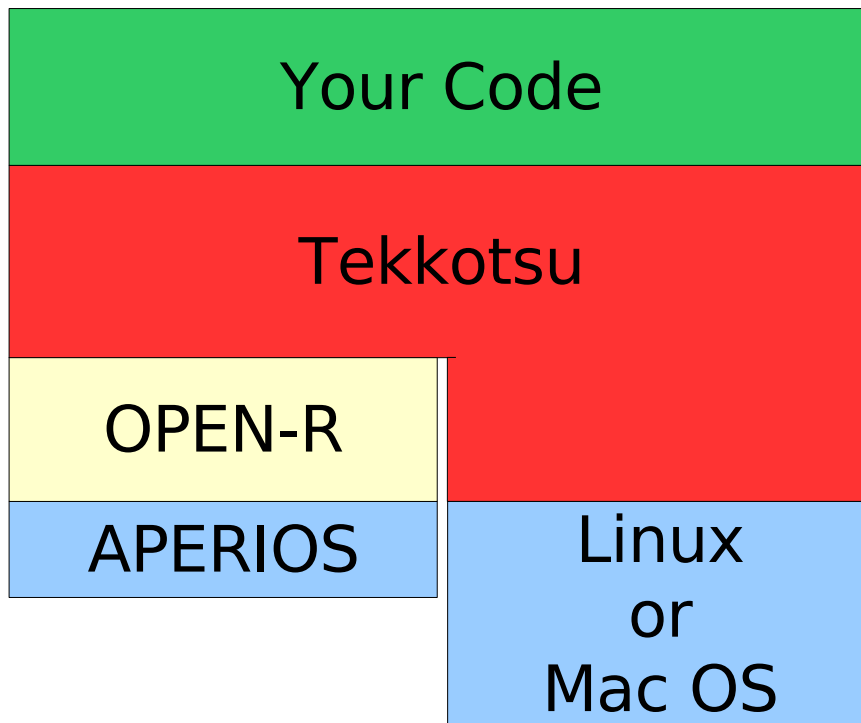 Your Code
Tekkotsu
OPEN-R
APERIOS
Linux
or
Mac OS